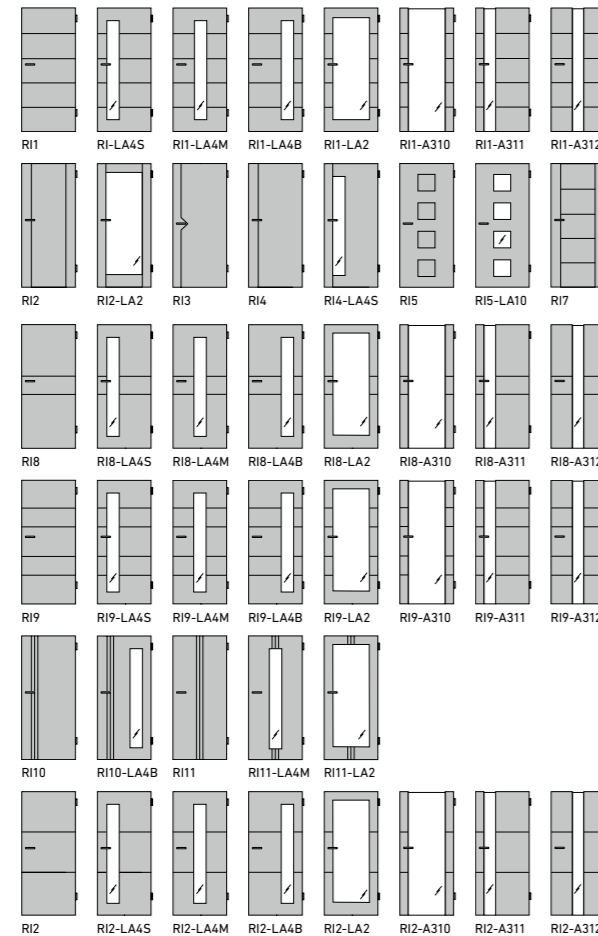 RI1 RI-LA4S RI1-LA4M RI1-LA4B RI1-LA2 RI1-A310 RI1-A311 RI1-A312
RI2 RI2-LA2 RI3 RI4 RI4-LA4S RI5 RI5-LA10 RI7
RI8 RI8-LA4S RI8-LA4M RI8-LA4B RI8-LA2 RI8-A310 RI8-A311 RI8-A312
RI9 RI9-LA4S RI9-LA4M RI9-LA4B RI9-LA2 RI9-A310 RI9-A311 RI9-A312
RI10 RI10-LA4B RI11 RI11-LA4M RI11-LA2
RI2 RI2-LA4S RI2-LA4M RI2-LA4B RI2-LA2 RI2-A310 RI2-A311 RI2-A312